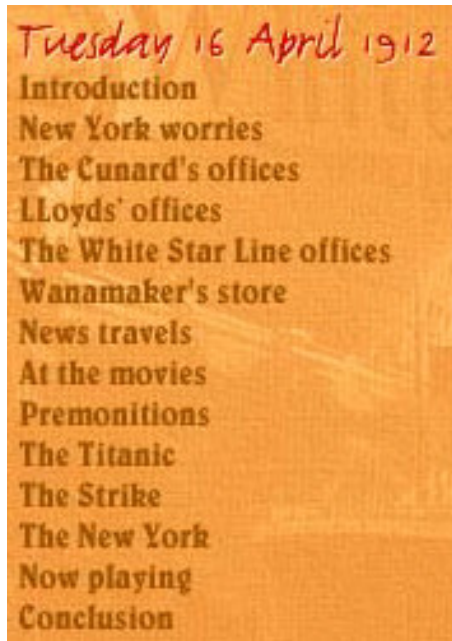 Tuesday 16 April 1912
Introduction
New York worries
The Cunard's offices
LLoyds' offices
The White Star Line offices
Wanamaker's store
News travels
At the movies
Premonitions
The Titanic
The Strike
The New York
Now playing
Conclusion